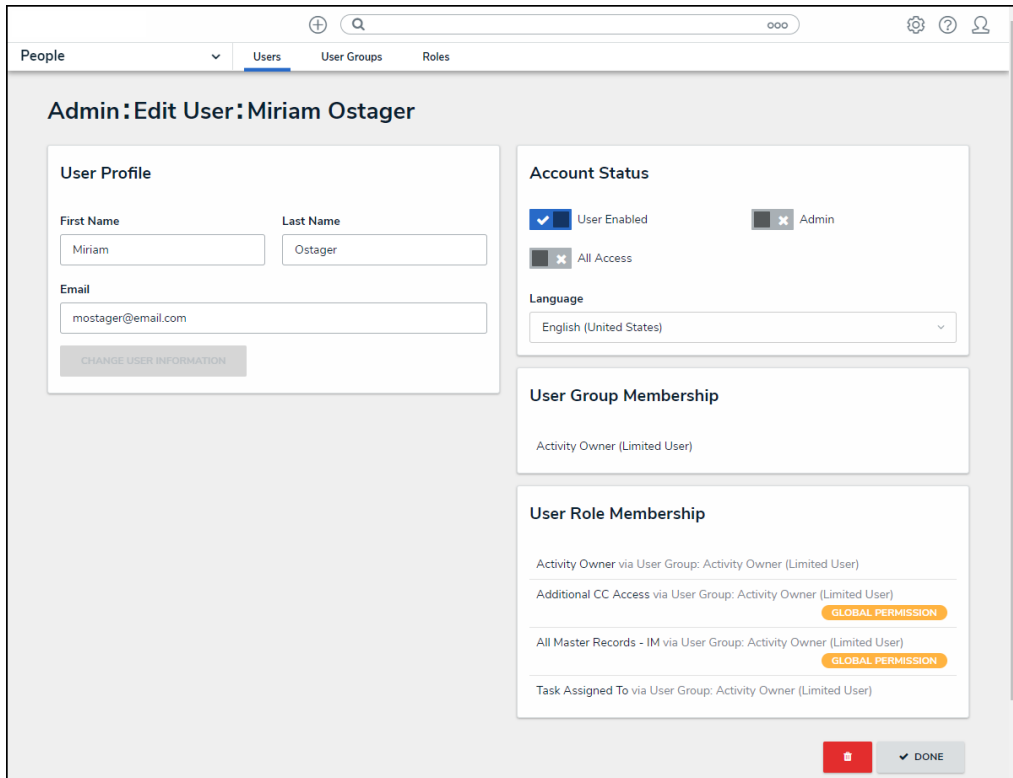 People
Users
User Groups
Roles
Admin:Edit User:Miriam Ostager
User Profile
First Name
Last Name
Miriam
Ostager
Email
mostager@email.com
CHANGE USER INFORMATION
Account Status
User Enabled
Admin
All Access
Language
English (United States)
User Group Membership
Activity Owner (Limited User)
User Role Membership
Activity Owner via User Group: Activity Owner (Limited User)
Additional CC Access via User Group: Activity Owner (Limited User)
GLOBAL PERMISSION
All Master Records - IM via User Group: Activity Owner (Limited User)
GLOBAL PERMISSION
Task Assigned To via User Group: Activity Owner (Limited User)
DONE